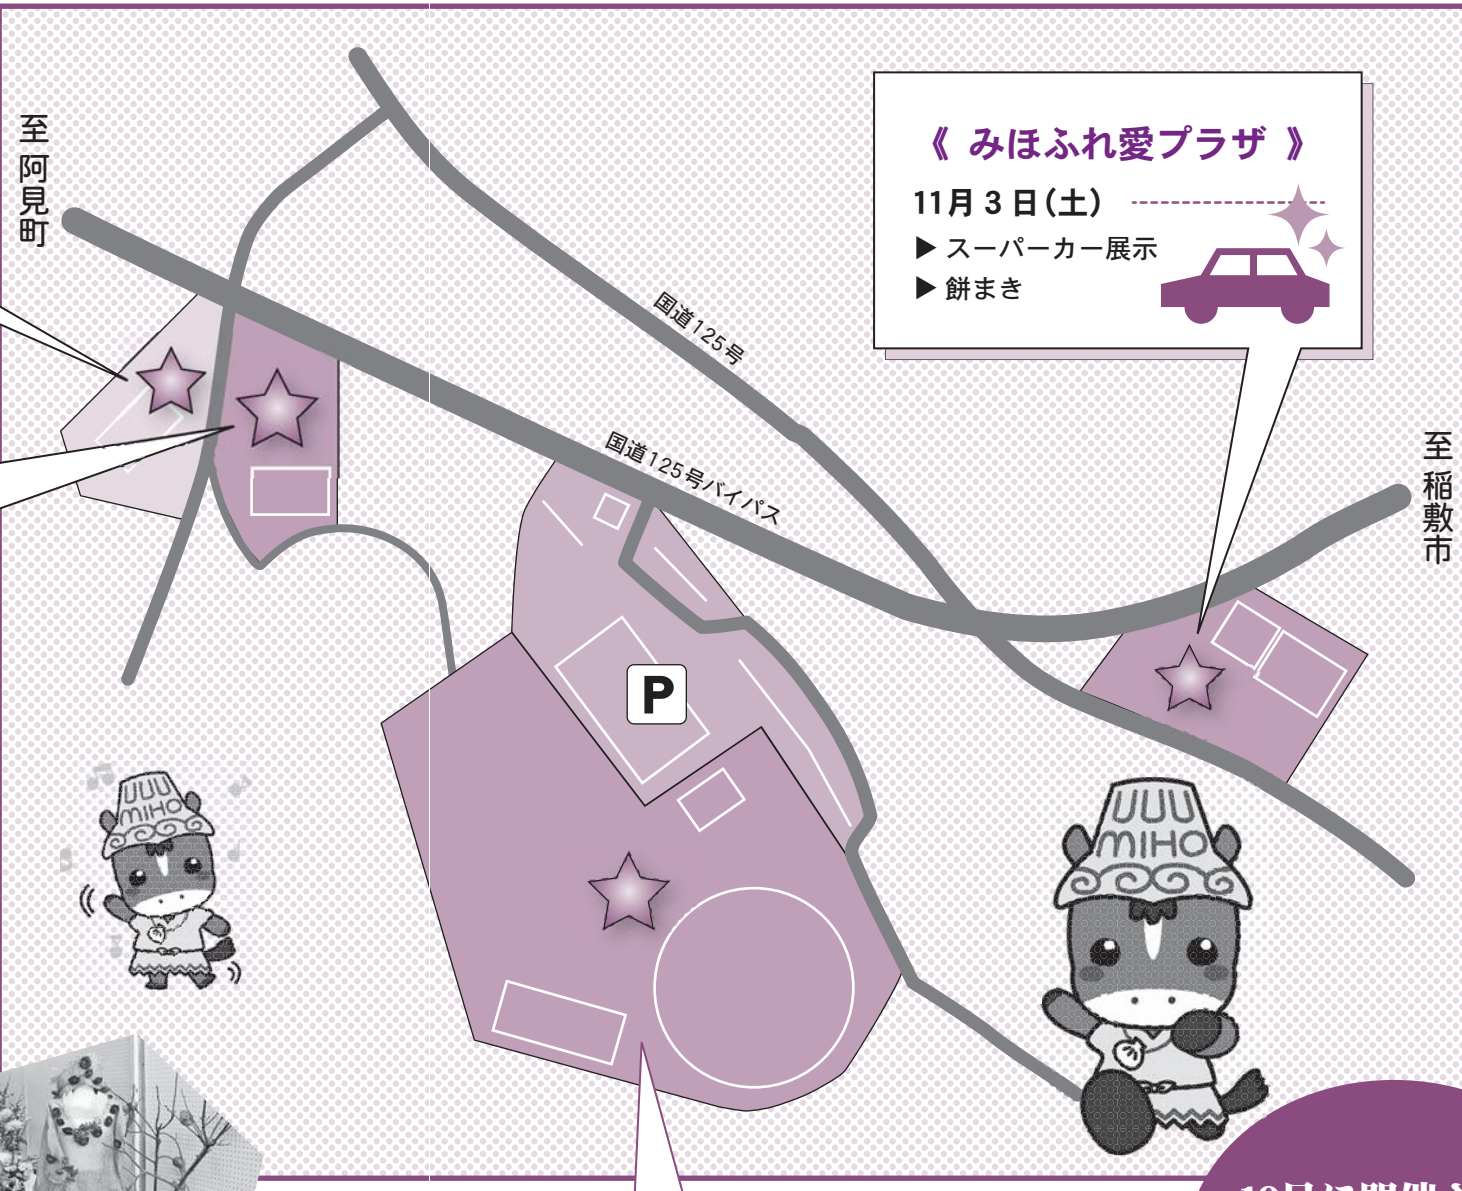 至 阿見町
《 みほふれ愛プラザ 》
11月3日(土)
▶ スーパーカー展示
▶ 餅まき
国道125号
国道125号バイパス
至 稲敷市
P
UUU
MIHO
UUU
MIHO